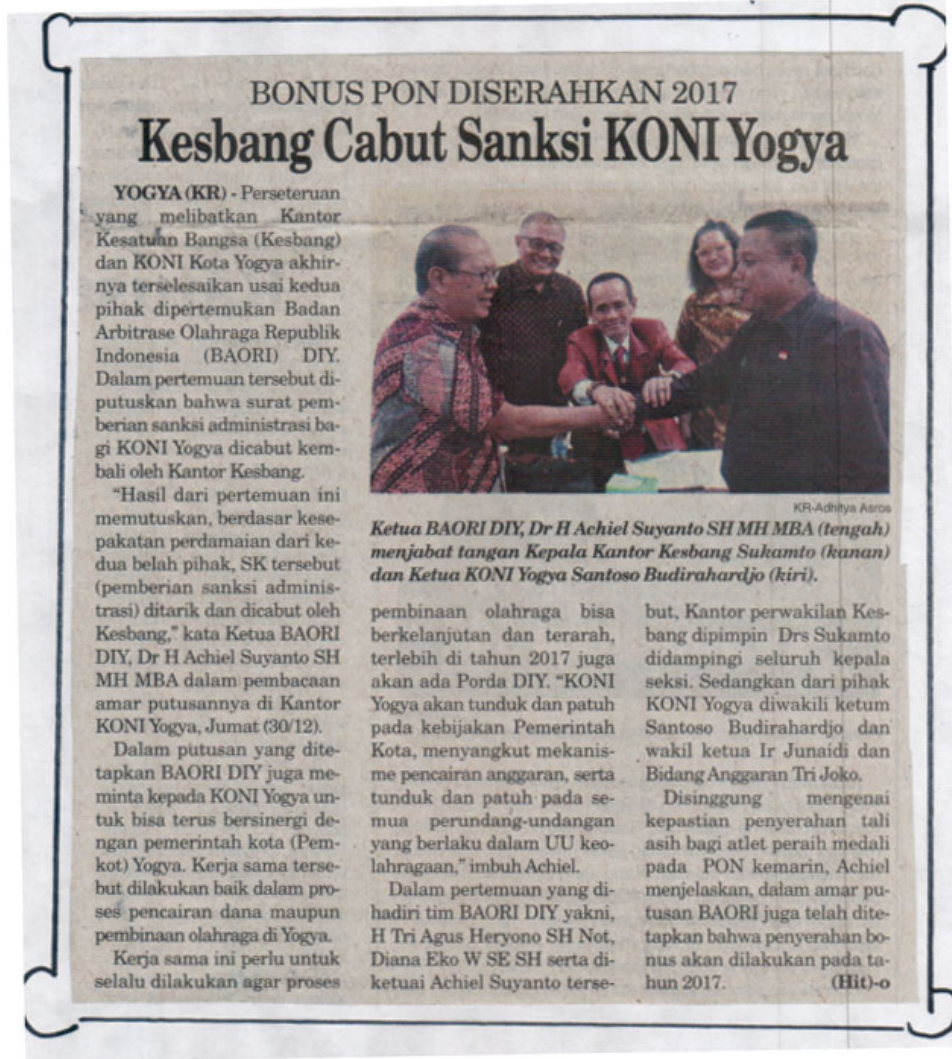 BONUS PON DISERAHKAN 2017
Kesbang Cabut Sanksi KONI Yogya
YOGYA (KR) - Perseteruan
yang melibatkan Kantor
Kesatuan Bangsa (Kesbang)
dan KONI Kota Yogya akhir-
nya terselesaikan usai kedua
pihak dipertemukan Badan
Arbitrase Olahraga Republik
Indonesia (BAORI) DIY.
Dalam pertemuan tersebut di-
putuskan bahwa surat pem-
berian sanksi administrasi ba-
gi KONI Yogya dicabut kem-
bali oleh Kantor Kesbang.
"Hasil dari pertemuan ini
memutuskan, berdasar kese-
pakatan perdamaian dari ke-
dua belah pihak, SK tersebut
(pemberian sanksi adminis-
trasi) ditarik dan dicabut oleh
Kesbang," kata Ketua BAORI
DIY, Dr H Achiel Suyanto SH
MH MBA dalam pembacaan
amar putusannya di Kantor
KONI Yogya, Jumat (30/12).
Dalam putusan yang dite-
tapkan BAORI DIY juga me-
minta kepada KONI Yogya un-
tuk bisa terus bersinergi de-
ngan pemerintah kota (Pem-
kot) Yogya. Kerja sama terse-
but dilakukan baik dalam pro-
ses pencairan dana maupun
pembinaan olahraga di Yogya.
Kerja sama ini perlu untuk
selalu dilakukan agar proses
KR-Adhitya Asros
Ketua BAORI DIY, Dr H Achiel Suyanto SH MH MBA (tengah)
menjabat tangan Kepala Kantor Kesbang Sukamto (kanan)
dan Ketua KONI Yogya Santoso Budirahardjo (kiri).
pembinaan olahraga bisa
berkelanjutan dan terarah,
terlebih di tahun 2017 juga
akan ada Porda DIY. "KONI
Yogya akan tunduk dan patuh
pada kebijakan Pemerintah
Kota, menyangkut mekanis-
me pencairan anggaran, serta
tunduk dan patuh pada se-
mua perundang-undangan
yang berlaku dalam UU keo-
lahragaan," imbuh Achiel.
Dalam pertemuan yang di-
hadiri tim BAORI DIY yakni,
H Tri Agus Heryono SH Not,
Diana Eko W SE SH serta di-
ketuai Achiel Suyanto terse-
but, Kantor perwakilan Kes-
bang dipimpin Drs Sukamto
didampingi seluruh kepala
seksi. Sedangkan dari pihak
KONI Yogya diwakili ketum
Santoso Budirahardjo dan
wakil ketua Ir Junaidi dan
Bidang Anggaran Tri Joko.
Disinggung mengenai
kepastian penyerahan tali
asih bagi atlet peraih medali
pada PON kemarin, Achiel
menjelaskan, dalam amar pu-
tusan BAORI juga telah dite-
tapkan bahwa penyerahan bo-
nus akan dilakukan pada ta-
hun 2017. (Hit)-o